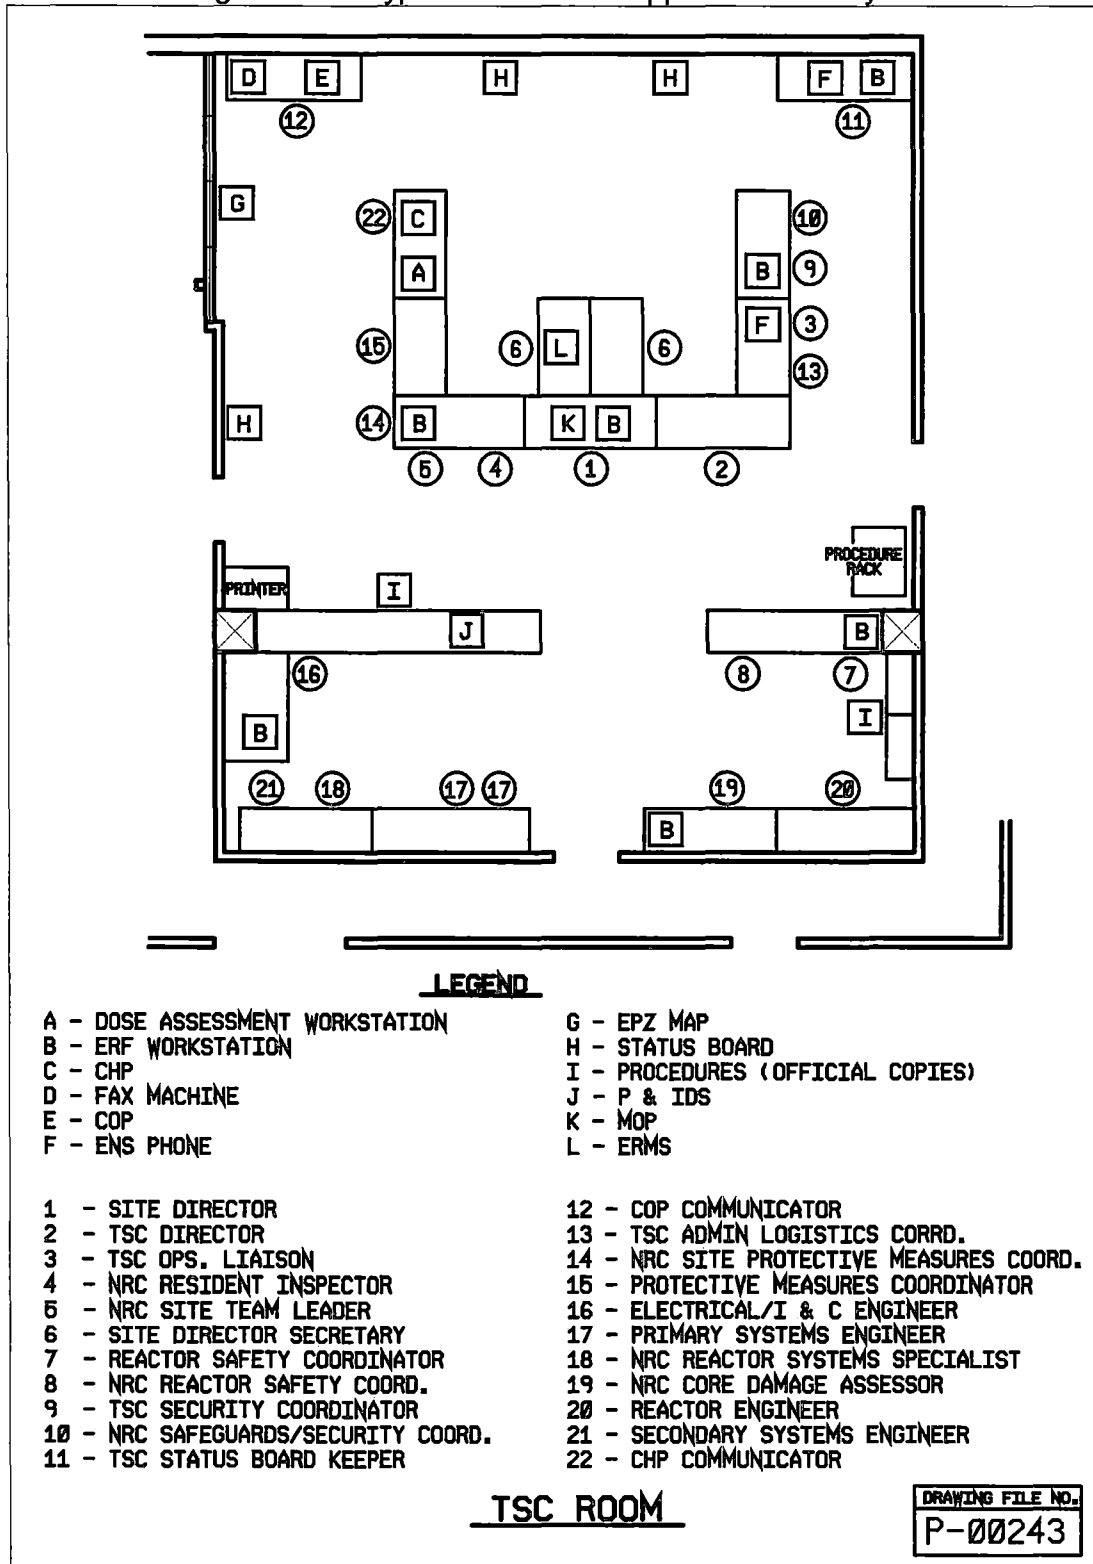 D E H H F B
12 11
G 22 C 10
A B 9
F 3
15 6 L 6
13
H 14 B K B
5 4 1 2
PROCEDURE
RACK
PRINTER I
J B
16 8 7
I
B
21 18 17 17 19 20
B
LEGEND
A - DOSE ASSESSMENT WORKSTATION
B - ERF WORKSTATION
C - CHP
D - FAX MACHINE
E - COP
F - ENS PHONE
G - EPZ MAP
H - STATUS BOARD
I - PROCEDURES (OFFICIAL COPIES)
J - P & IDS
K - MOP
L - ERMS
1 - SITE DIRECTOR
2 - TSC DIRECTOR
3 - TSC OPS. LIAISON
4 - NRC RESIDENT INSPECTOR
5 - NRC SITE TEAM LEADER
6 - SITE DIRECTOR SECRETARY
7 - REACTOR SAFETY COORDINATOR
8 - NRC REACTOR SAFETY COORD.
9 - TSC SECURITY COORDINATOR
10 - NRC SAFEGUARDS/SECURITY COORD.
11 - TSC STATUS BOARD KEEPER
12 - COP COMMUNICATOR
13 - TSC ADMIN LOGISTICS CORRD.
14 - NRC SITE PROTECTIVE MEASURES COORD.
15 - PROTECTIVE MEASURES COORDINATOR
16 - ELECTRICAL/I & C ENGINEER
17 - PRIMARY SYSTEMS ENGINEER
18 - NRC REACTOR SYSTEMS SPECIALIST
19 - NRC CORE DAMAGE ASSESSOR
20 - REACTOR ENGINEER
21 - SECONDARY SYSTEMS ENGINEER
22 - CHP COMMUNICATOR
TSC ROOM
DRAWING FILE NO.
P-00243